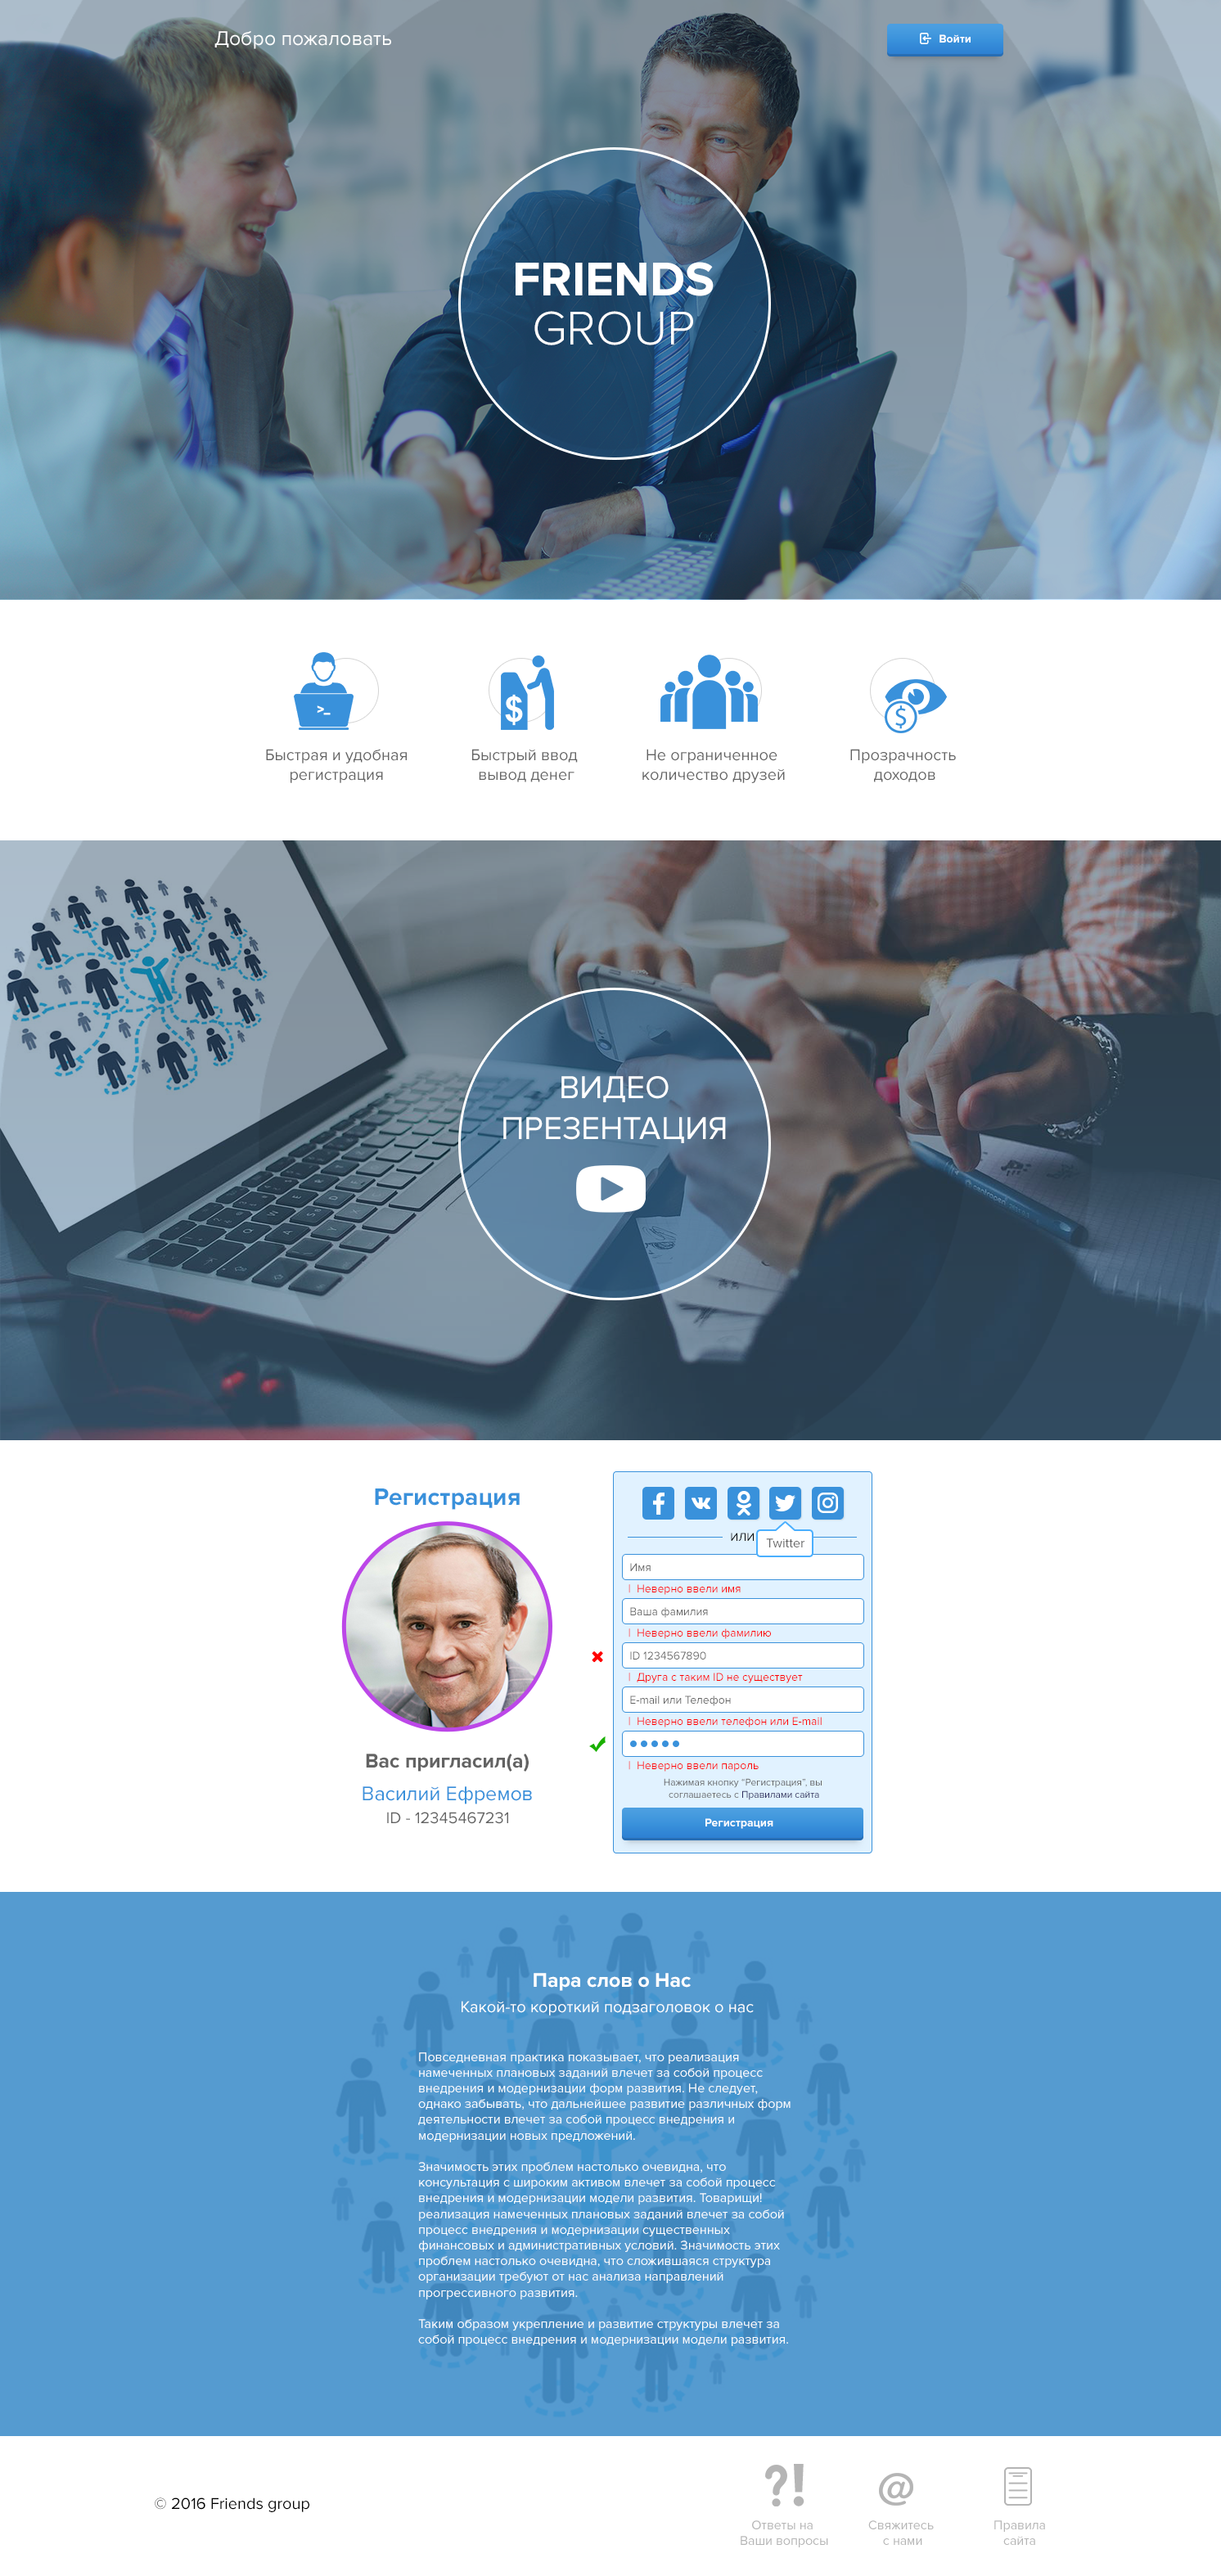 Добро пожаловать
Войти
FRIENDS
GROUP
>_
$
$
Быстрая и удобная
регистрация
Быстрый ввод
вывод денег
Не ограниченное
количество друзей
Прозрачность
доходов
ВИДЕО
ПРЕЗЕНТАЦИЯ
Регистрация
Вас пригласил(а)
Василий Ефремов
ID - 12345467231
ИЛИ
Twitter
Имя
Неверно ввели имя
Ваша фамилия
Неверно ввели фамилию
ID 1234567890
Друга с таким ID не существует
E-mail или Телефон
Неверно ввели телефон или E-mail
Неверно ввели пароль
Нажимая кнопку "Регистрация", вы
соглашаетесь с Правилами сайта
Регистрация
Пара слов о Нас
Какой-то короткий подзаголовок о нас
Повседневная практика показывает, что реализация
намеченных плановых заданий влечет за собой процесс
внедрения и модернизации форм развития. Не следует,
однако забывать, что дальнейшее развитие различных форм
деятельности влечет за собой процесс внедрения и
модернизации новых предложений.
Значимость этих проблем настолько очевидна, что
консультация с широким активом влечет за собой процесс
внедрения и модернизации модели развития. Товарищи!
реализация намеченных плановых заданий влечет за собой
процесс внедрения и модернизации существенных
финансовых и административных условий. Значимость этих
проблем настолько очевидна, что сложившаяся структура
организации требуют от нас анализа направлений
прогрессивного развития.
Таким образом укрепление и развитие структуры влечет за
собой процесс внедрения и модернизации модели развития.
© 2016 Friends group
?!
@
Ответы на
Ваши вопросы
Свяжитесь
с нами
Правила
сайта